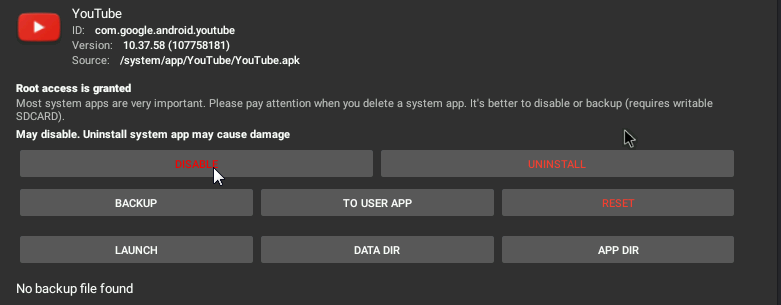 YouTube
ID: com.google.android.youtube
Version: 10.37.58 (107758181)
Source: /system/app/YouTube/YouTube.apk
Root access is granted
Most system apps are very important. Please pay attention when you delete a system app. It's better to disable or backup (requires writable
SDCARD).
May disable. Uninstall system app may cause damage
DISABLE UNINSTALL
BACKUP TO USER APP RESET
LAUNCH DATA DIR APP DIR
No backup file found